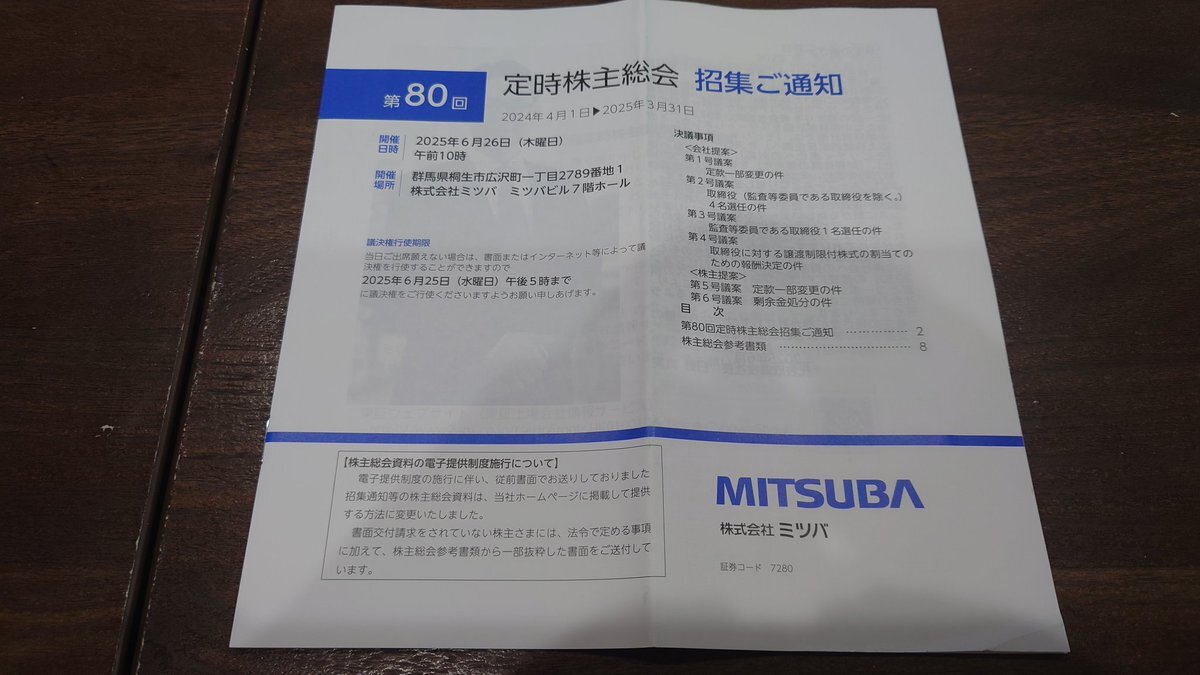 第80回
定時株主総会 招集ご通知
2024年4月1日▶2025年3月31日
開催日時
2025年6月26日（木曜日）
午前10時
開催場所
群馬県桐生市広沢町一丁目2789番地1
株式会社ミツバ ミツバビル7階ホール
議決権行使期限
当日ご出席願えない場合は、書面またはインターネット等によって議
決権を行使することができますので
2025年6月25日（水曜日）午後5時まで
に議決権をご行使くださいますようお願い申しあげます。
決議事項
＜会社提案＞
第1号議案
定款一部変更の件
第2号議案
取締役（監査等委員である取締役を除く。）
4名選任の件
第3号議案
監査等委員である取締役1名選任の件
第4号議案
取締役に対する譲渡制限付株式の割当ての
ための報酬決定の件
＜株主提案＞
第5号議案 定款一部変更の件
第6号議案 剰余金処分の件
目 次
第80回定時株主総会招集ご通知 ………………… 2
株主総会参考書類 ………………… 8
【株主総会資料の電子提供制度施行について】
電子提供制度の施行に伴い、従前書面でお送りしておりました
招集通知等の株主総会資料は、当社ホームページに掲載して提供
する方法に変更いたしました。
書面交付請求をされていない株主さまには、法令で定める事項
に加えて、株主総会参考書類から一部抜粋した書面をご送付して
います。
MITSUBA
株式会社 ミツバ
証券コード 7280